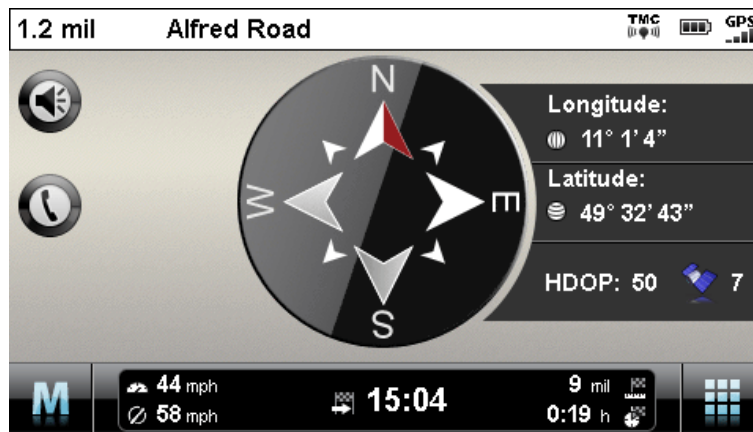 1.2 mil Alfred Road TMC GPS
N
W
E
S
Longitude:
11° 1' 4”
Latitude:
49° 32' 43”
HDOP: 50 7
M
44 mph
58 mph
15:04
9 mil
0:19 h